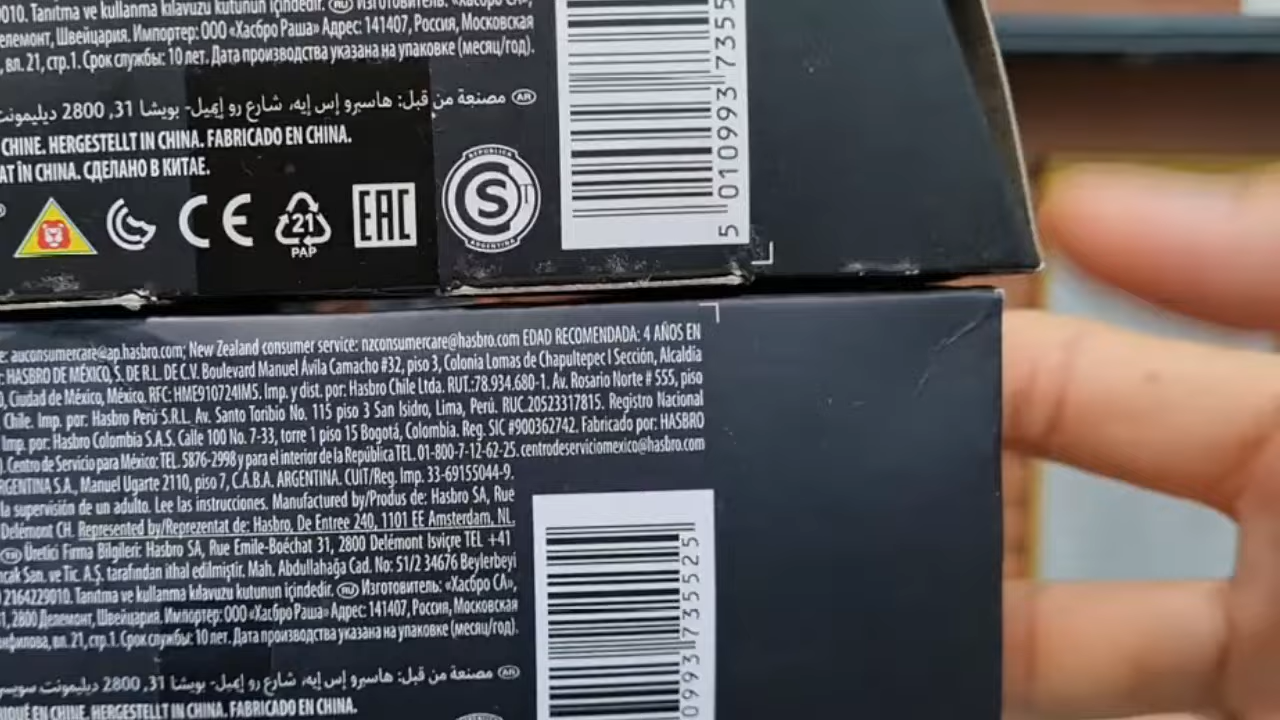 010. Tanıtma ve kullanma kılavuzu kutunun içindedir. RU Изготовитель: «Хасбро СА»,
Делемонт, Швейцария. Импортер: ООО «Хасбро Раша» Адрес: 141407, Россия, Московская
, вл. 21, стр.1. Срок службы: 10 лет. Дата производства указана на упаковке (месяц/год).
AR مصنعة من قبل: هاسبرو إس إيه، شارع رو إيميل- بويشا 31, 2800 ديليمونت
CHINE. HERGESTELLT IN CHINA. FABRICADO EN CHINA.
AT ÎN CHINA. СДЕЛАНО В КИТАЕ.
CE
21
PAP
EAC
REPUBLICA
S
ARGENTINA
5 010993 7355
e: auconsumercare@ap.hasbro.com; New Zealand consumer service: nzconsumercare@hasbro.com EDAD RECOMENDADA: 4 AÑOS EN
: HASBRO DE MÉXICO, S. DE R.L. DE C.V. Boulevard Manuel Ávila Camacho #32, piso 3, Colonia Lomas de Chapultepec I Sección, Alcaldía
0, Ciudad de México, México. RFC: HME910724IM5. Imp. y dist. por: Hasbro Chile Ltda. RUT.:78.934.680-1. Av. Rosario Norte # 555, piso
Chile. Imp. por: Hasbro Perú S.R.L. Av. Santo Toribio No. 115 piso 3 San Isidro, Lima, Perú. RUC.20523317815. Registro Nacional
Imp. por: Hasbro Colombia S.A.S. Calle 100 No. 7-33, torre 1 piso 15 Bogotá, Colombia. Reg. SIC #900362742. Fabricado por: HASBRO
). Centro de Servicio para México: TEL. 5876-2998 y para el interior de la República TEL. 01-800-7-12-62-25. centrodeserviciomexico@hasbro.com
RGENTINA S.A., Manuel Ugarte 2110, piso 7, C.A.B.A. ARGENTINA. CUIT/Reg. Imp. 33-69155044-9.
la supervisión de un adulto. Lee las instrucciones. Manufactured by/Produs de: Hasbro SA, Rue
Delémont CH. Represented by/Reprezentat de: Hasbro, De Entree 240, 1101 EE Amsterdam, NL.
TR Üretici Firma Bilgileri: Hasbro SA, Rue Emile-Boéchat 31, 2800 Delémont Isviçre TEL +41
cak San. ve Tic. A.Ş. tarafından ithal edilmiştir. Mah. Abdullahağa Cad. No: 51/2 34676 Beylerbeyi
2164229010. Tanıtma ve kullanma kılavuzu kutunun içindedir. RU Изготовитель: «Хасбро СА»,
1, 2800 Делемонт, Швейцария. Импортер: ООО «Хасбро Раша» Адрес: 141407, Россия, Московская
нфилова, вл. 21, стр.1. Срок службы: 10 лет. Дата производства указана на упаковке (месяц/год).
AR مصنعة من قبل: هاسبرو إس إيه، شارع رو إيميل- بويشا 31, 2800 ديليمونت سويسر
RIQUÉ EN CHINE. HERGESTELLT IN CHINA. FABRICADO EN CHINA.
0993 735525